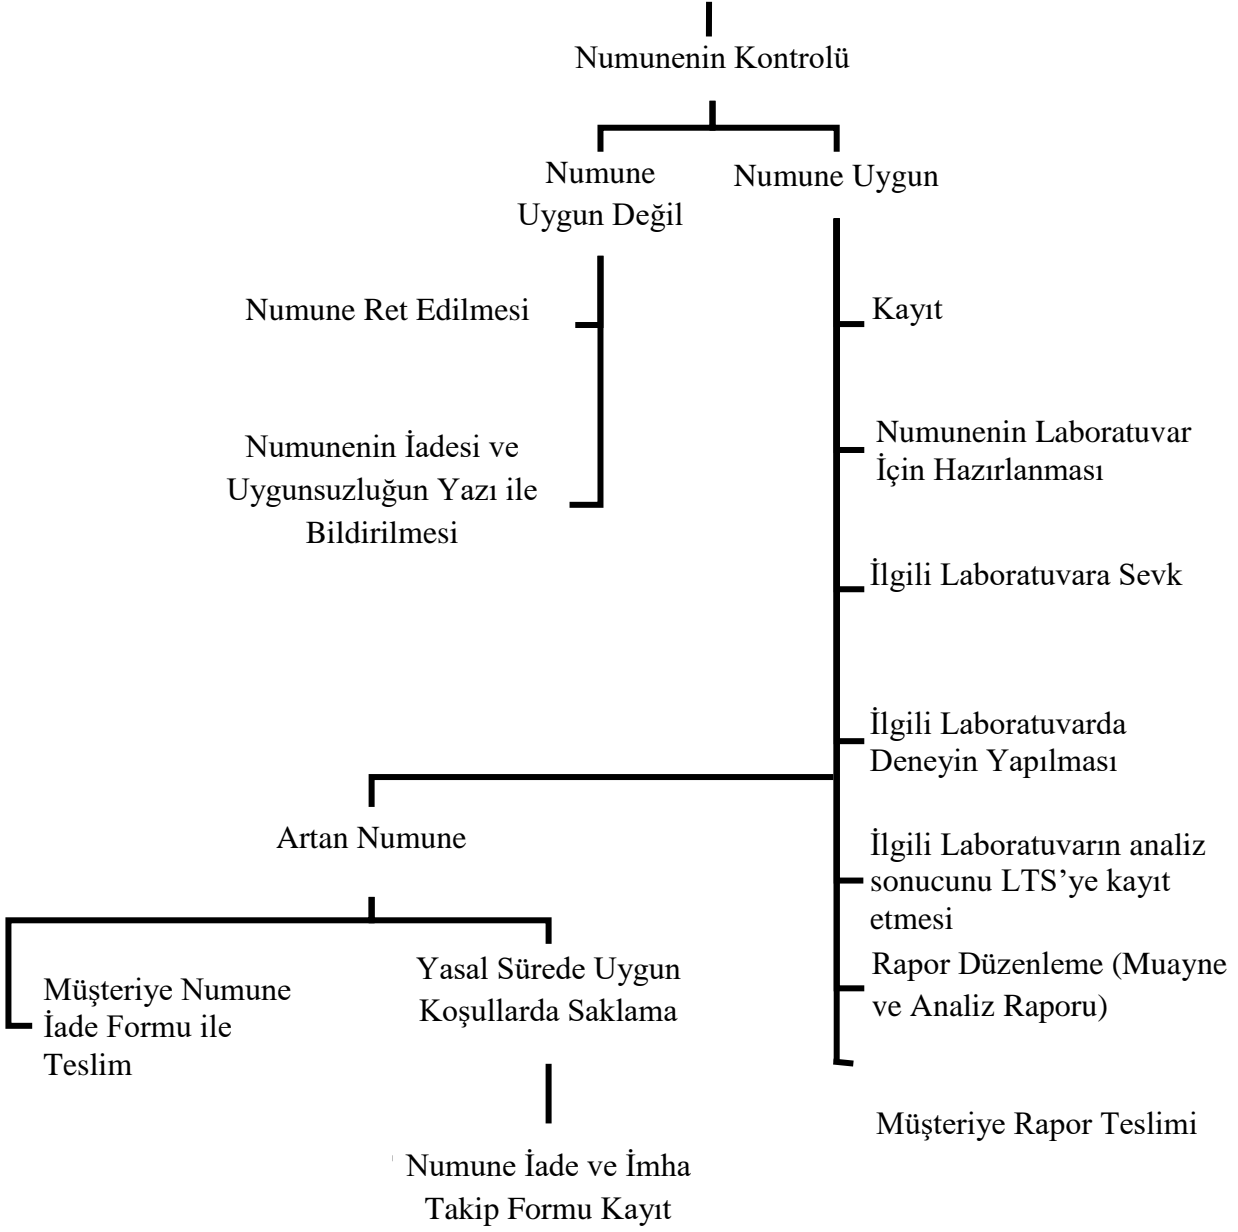 Numunenin Kontrolü
Numune
Uygun Değil
Numune Uygun
Numune Ret Edilmesi
Numunenin İadesi ve
Uygunsuzluğun Yazı ile
Bildirilmesi
Kayıt
Numunenin Laboratuvar
İçin Hazırlanması
İlgili Laboratuvara Sevk
İlgili Laboratuvarda
Deneyin Yapılması
Artan Numune
Müşteriye Numune
İade Formu ile
Teslim
Yasal Sürede Uygun
Koşullarda Saklama
Numune İade ve İmha
Takip Formu Kayıt
İlgili Laboratuvarın analiz
sonucunu LTS’ye kayıt
etmesi
Rapor Düzenleme (Muayne
ve Analiz Raporu)
Müşteriye Rapor Teslimi